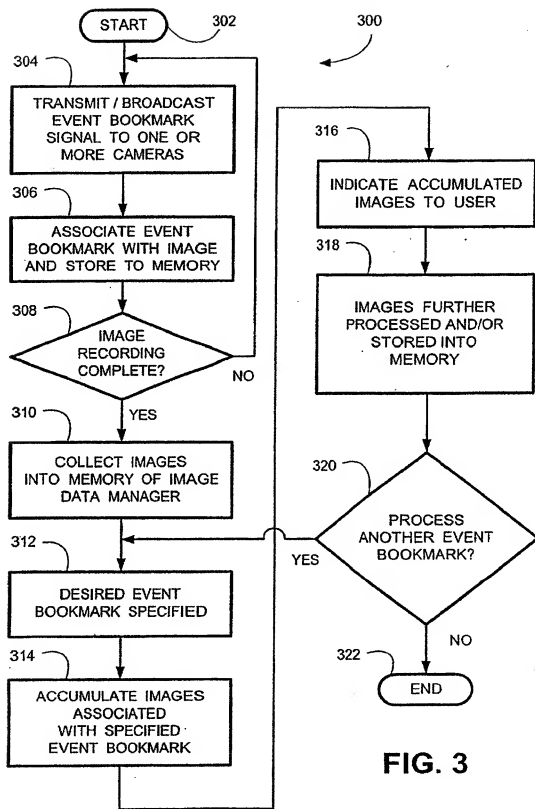 START
302
300
304
TRANSMIT / BROADCAST
EVENT BOOKMARK
SIGNAL TO ONE OR
MORE CAMERAS
306
ASSOCIATE EVENT
BOOKMARK WITH IMAGE
AND STORE TO MEMORY
308
IMAGE
RECORDING
COMPLETE?
NO
YES
310
COLLECT IMAGES
INTO MEMORY OF IMAGE
DATA MANAGER
312
DESIRED EVENT
BOOKMARK SPECIFIED
314
ACCUMULATE IMAGES
ASSOCIATED
WITH SPECIFIED
EVENT BOOKMARK
316
INDICATE ACCUMULATED
IMAGES TO USER
318
IMAGES FURTHER
PROCESSED AND/OR
STORED INTO
MEMORY
320
PROCESS
ANOTHER EVENT
BOOKMARK?
YES
NO
322
END
FIG. 3